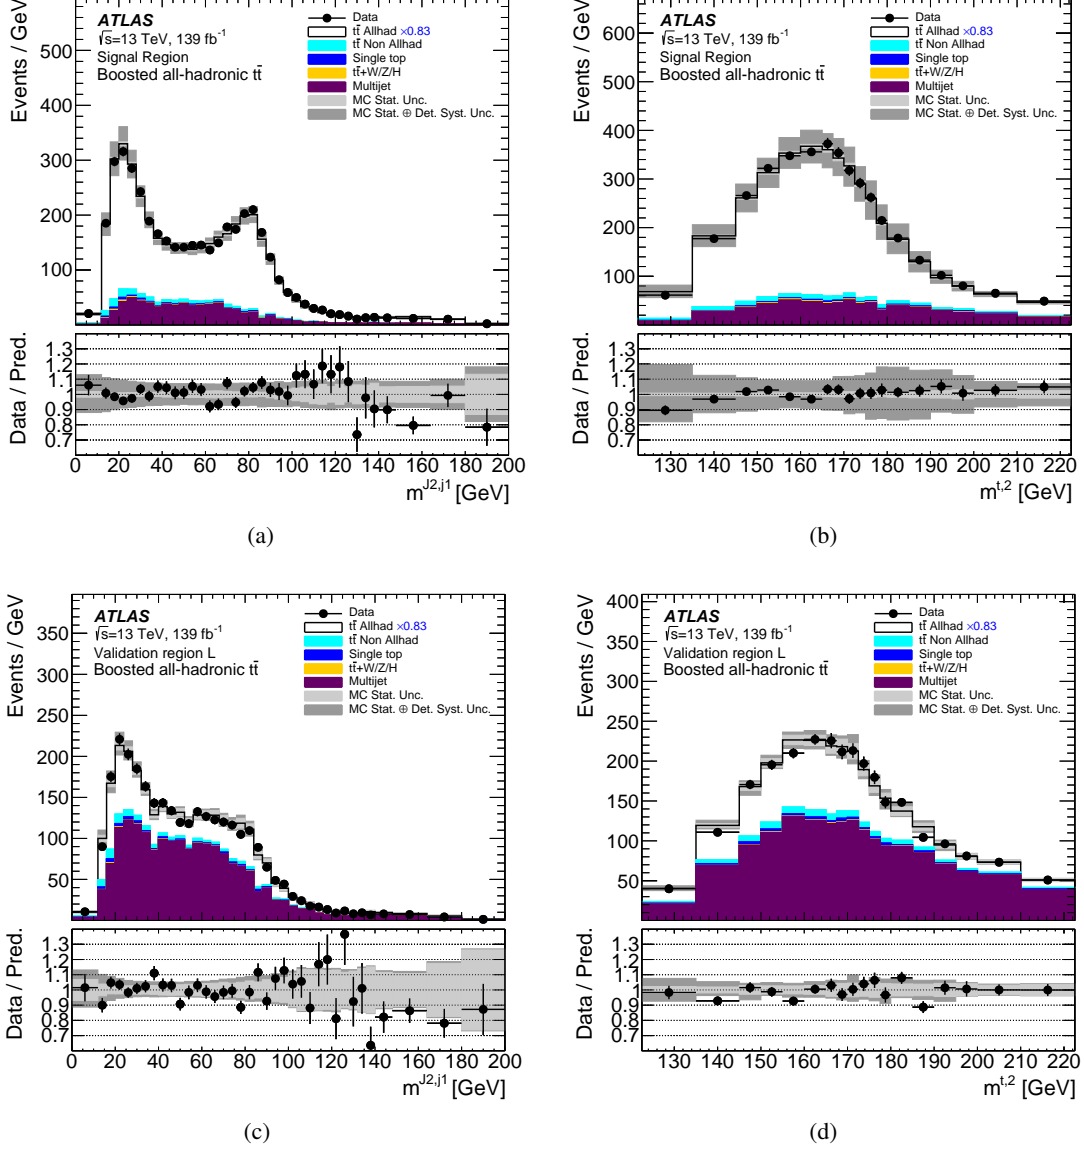 Events / GeV
500
400
300
200
100
ATLAS
√s=13 TeV, 139 fb⁻¹
Signal Region
Boosted all-hadronic tt̄
Data
tt̄ Allhad ×0.83
tt̄ Non Allhad
Single top
tt̄+W/Z/H
Multijet
MC Stat. Unc.
MC Stat. ⊕ Det. Syst. Unc.
Data / Pred.
1.3
1.2
1.1
1
0.9
0.8
0.7
0 20 40 60 80 100 120 140 160 180 200
m^{J2,j1} [GeV]
(a)
Events / GeV
600
500
400
300
200
100
ATLAS
√s=13 TeV, 139 fb⁻¹
Signal Region
Boosted all-hadronic tt̄
Data
tt̄ Allhad ×0.83
tt̄ Non Allhad
Single top
tt̄+W/Z/H
Multijet
MC Stat. Unc.
MC Stat. ⊕ Det. Syst. Unc.
Data / Pred.
1.3
1.2
1.1
1
0.9
0.8
0.7
130 140 150 160 170 180 190 200 210 220
m^{t,2} [GeV]
(b)
Events / GeV
350
300
250
200
150
100
50
ATLAS
√s=13 TeV, 139 fb⁻¹
Validation region L
Boosted all-hadronic tt̄
Data
tt̄ Allhad ×0.83
tt̄ Non Allhad
Single top
tt̄+W/Z/H
Multijet
MC Stat. Unc.
MC Stat. ⊕ Det. Syst. Unc.
Data / Pred.
1.3
1.2
1.1
1
0.9
0.8
0.7
0 20 40 60 80 100 120 140 160 180 200
m^{J2,j1} [GeV]
(c)
Events / GeV
400
350
300
250
200
150
100
50
ATLAS
√s=13 TeV, 139 fb⁻¹
Validation region L
Boosted all-hadronic tt̄
Data
tt̄ Allhad ×0.83
tt̄ Non Allhad
Single top
tt̄+W/Z/H
Multijet
MC Stat. Unc.
MC Stat. ⊕ Det. Syst. Unc.
Data / Pred.
1.3
1.2
1.1
1
0.9
0.8
0.7
130 140 150 160 170 180 190 200 210 220
m^{t,2} [GeV]
(d)